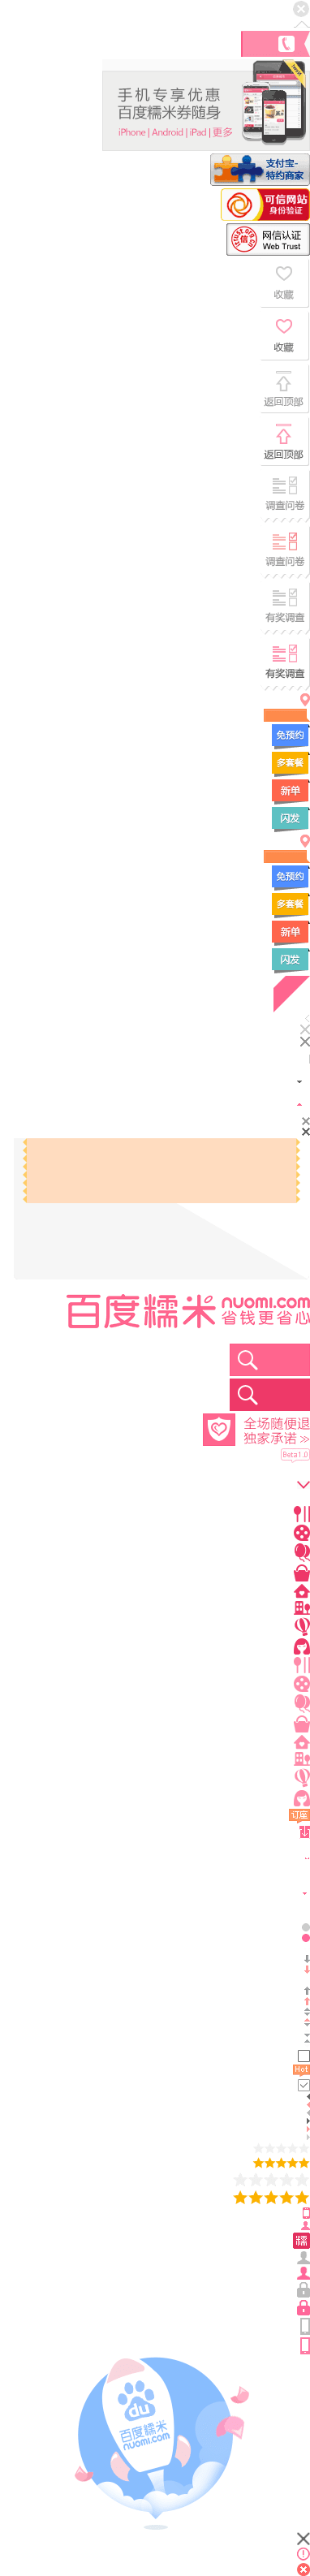 手机专享优惠
百度糯米券随身
iPhone | Android | iPad | 更多
支付宝-
特约商家
可信网站
身份验证
网信认证
Web Trust
收藏
收藏
返回顶部
返回顶部
调查问卷
调查问卷
有奖调查
有奖调查
免预约
多套餐
新单
闪发
免预约
多套餐
新单
闪发
百度糯米 nuomi.com
省钱更省心
全场随便退
独家承诺 ≫
Beta1.0
订座
Hot
糯
du
百度糯米
nuomi.com